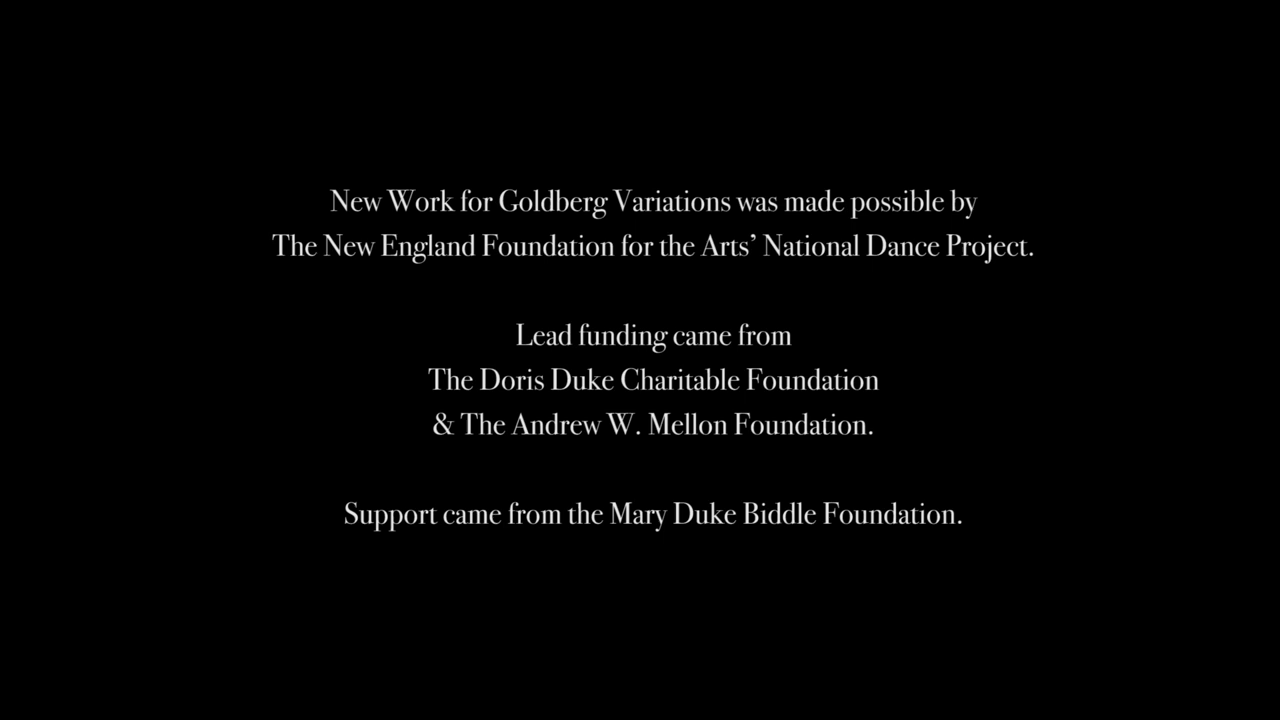 New Work for Goldberg Variations was made possible by
The New England Foundation for the Arts’ National Dance Project.
Lead funding came from
The Doris Duke Charitable Foundation
& The Andrew W. Mellon Foundation.
Support came from the Mary Duke Biddle Foundation.